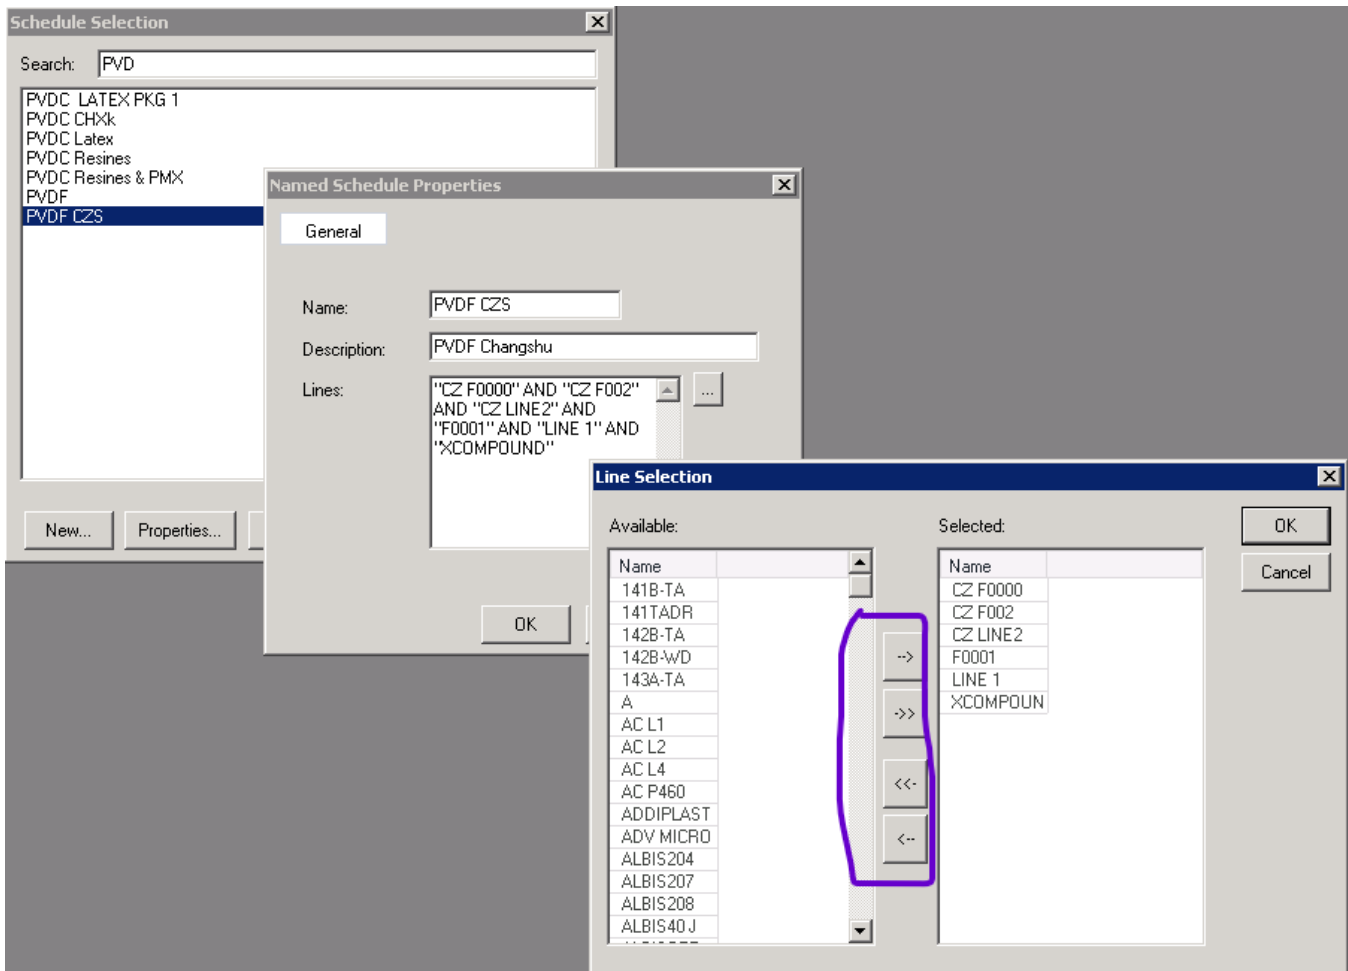 Schedule Selection
Search:
PVD
PVDC  LATEX PKG 1
PVDC CHXk
PVDC Latex
PVDC Resines
PVDC Resines & PMX
PVDF
PVDF CZS
New...
Properties...
Named Schedule Properties
General
Name:
PVDF CZS
Description:
PVDF Changshu
Lines:
"CZ F0000" AND "CZ F002"
AND "CZ LINE2" AND
"F0001" AND "LINE 1" AND
"XCOMPOUND"
...
OK
Line Selection
Available:
Name
141B-TA
141TADR
142B-TA
142B-WD
143A-TA
A
AC L1
AC L2
AC L4
AC P460
ADDIPLAST
ADV MICRO
ALBIS204
ALBIS207
ALBIS208
ALBIS40 J
-->
->>
<<-
<--
Selected:
Name
CZ F0000
CZ F002
CZ LINE2
F0001
LINE 1
XCOMPOUN
OK
Cancel